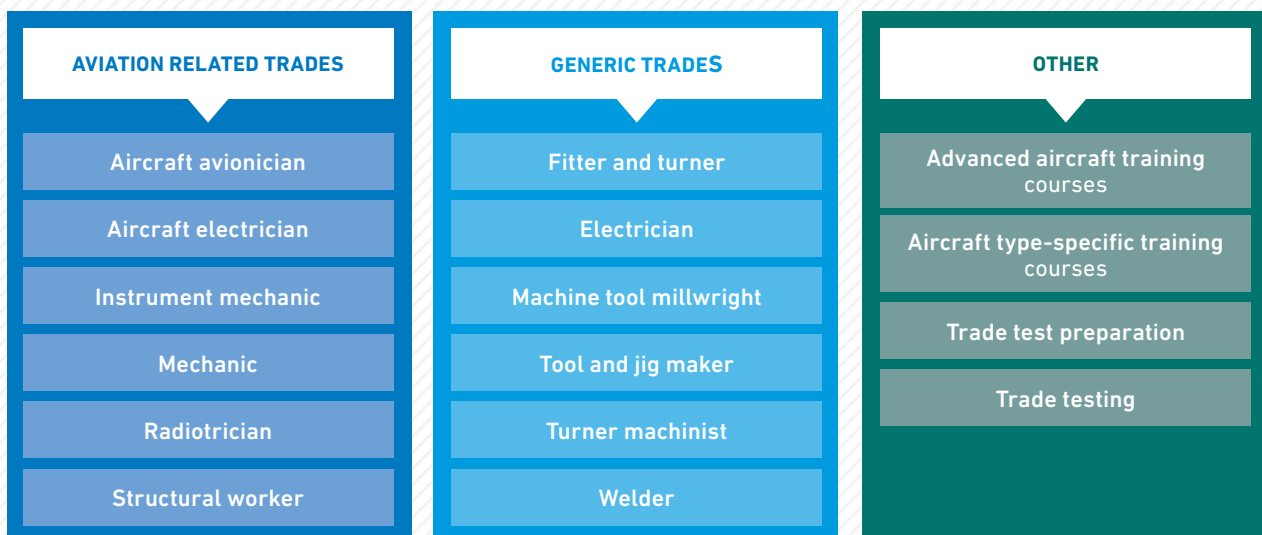 AVIATION RELATED TRADES
Aircraft avionician
Aircraft electrician
Instrument mechanic
Mechanic
Radiotrician
Structural worker
GENERIC TRADES
Fitter and turner
Electrician
Machine tool millwright
Tool and jig maker
Turner machinist
Welder
OTHER
Advanced aircraft training
courses
Aircraft type-specific training
courses
Trade test preparation
Trade testing